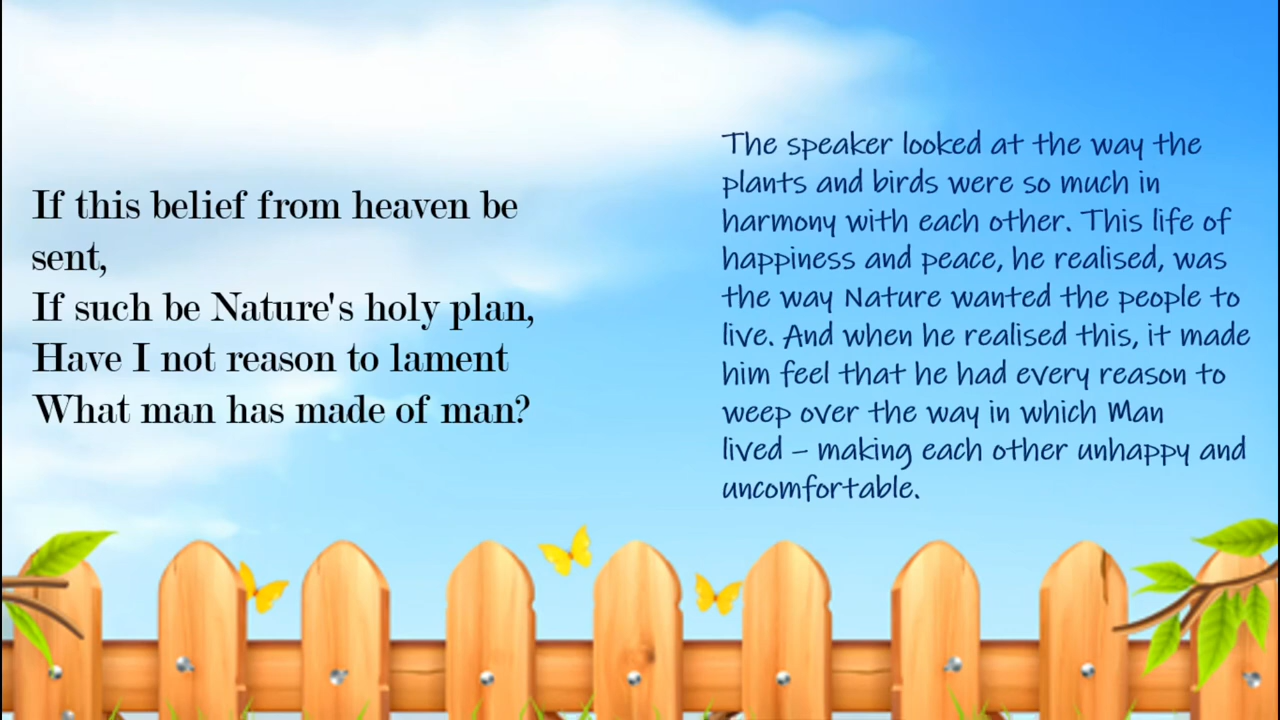 If this belief from heaven be
sent,
If such be Nature's holy plan,
Have I not reason to lament
What man has made of man?
The speaker looked at the way the
plants and birds were so much in
harmony with each other. This life of
happiness and peace, he realised, was
the way Nature wanted the people to
live. And when he realised this, it made
him feel that he had every reason to
weep over the way in which Man
lived – making each other unhappy and
uncomfortable.